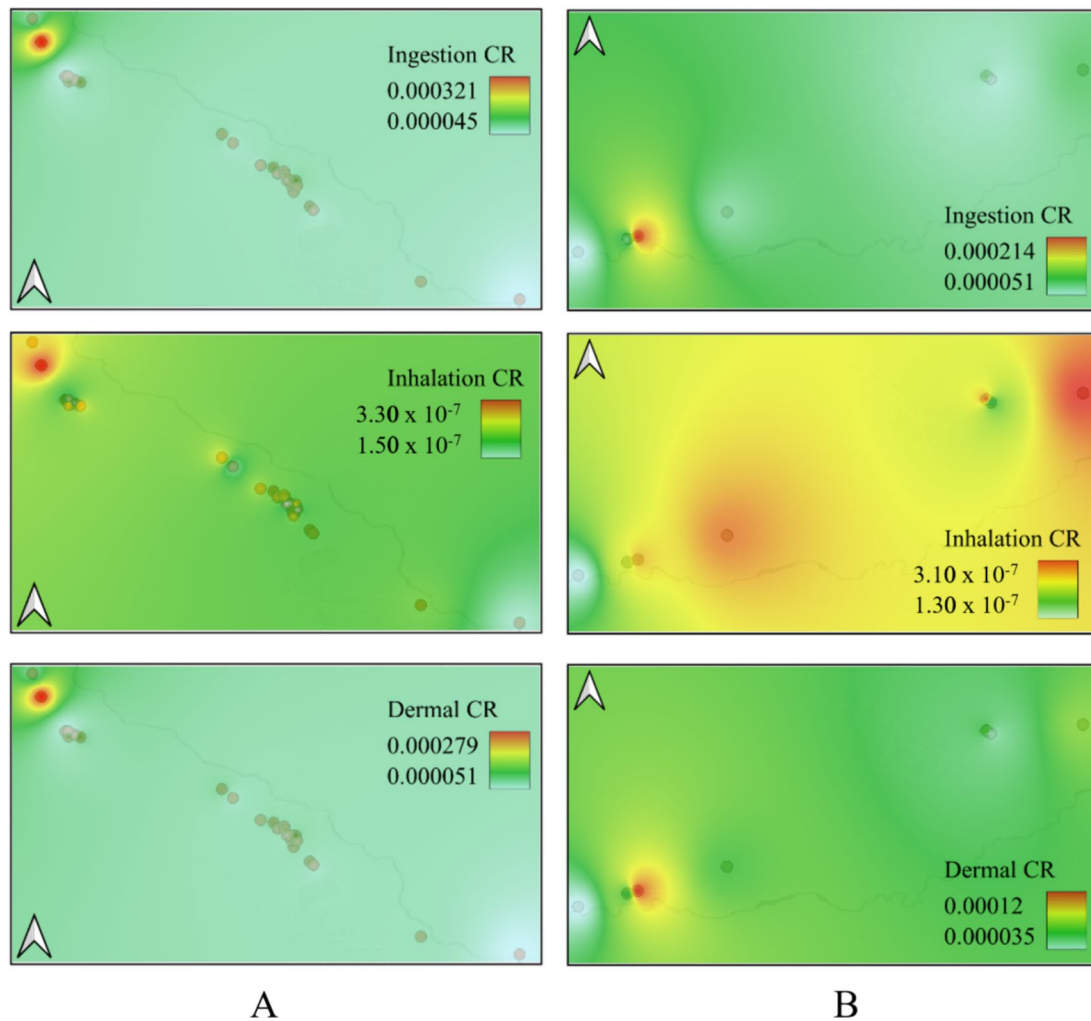 Ingestion CR
0.000321
0.000045
Ingestion CR
0.000214
0.000051
Inhalation CR
3.30 x 10⁻⁷
1.50 x 10⁻⁷
Inhalation CR
3.10 x 10⁻⁷
1.30 x 10⁻⁷
Dermal CR
0.000279
0.000051
Dermal CR
0.00012
0.000035
A
B